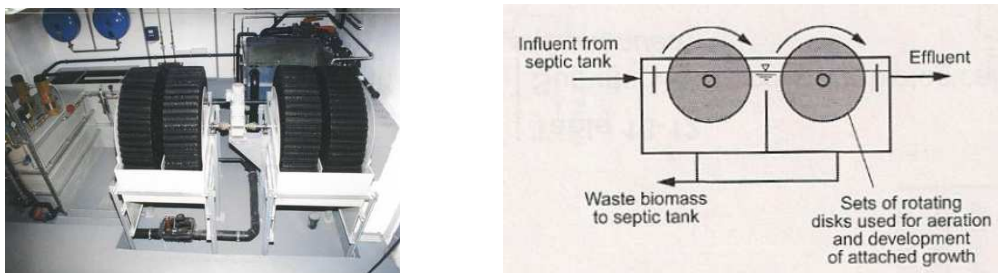 Influent from
septic tank
Effluent
Waste biomass
to septic tank
Sets of rotating
disks used for aeration
and development
of attached growth